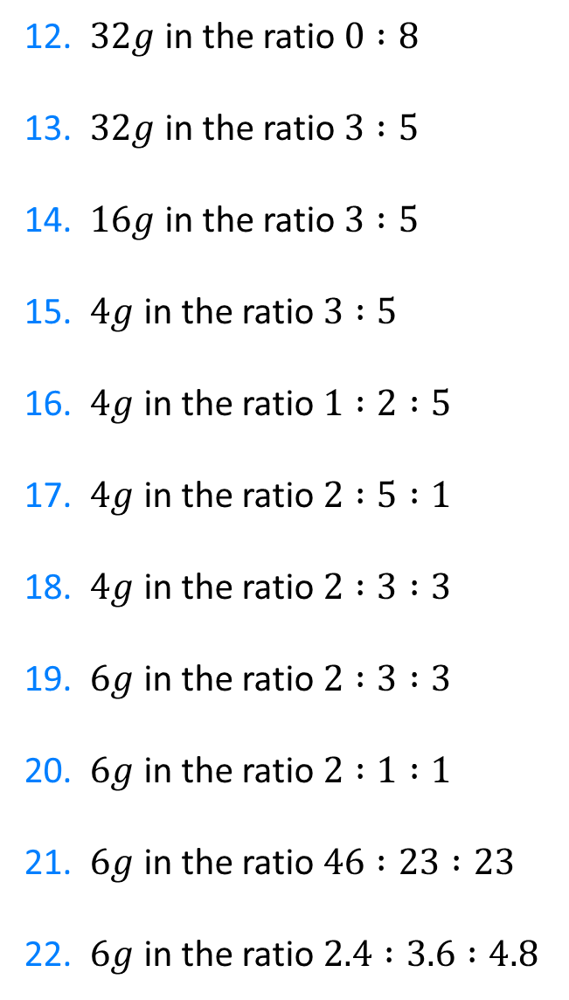 12. 32g in the ratio 0 : 8
13. 32g in the ratio 3 : 5
14. 16g in the ratio 3 : 5
15. 4g in the ratio 3 : 5
16. 4g in the ratio 1 : 2 : 5
17. 4g in the ratio 2 : 5 : 1
18. 4g in the ratio 2 : 3 : 3
19. 6g in the ratio 2 : 3 : 3
20. 6g in the ratio 2 : 1 : 1
21. 6g in the ratio 46 : 23 : 23
22. 6g in the ratio 2.4 : 3.6 : 4.8